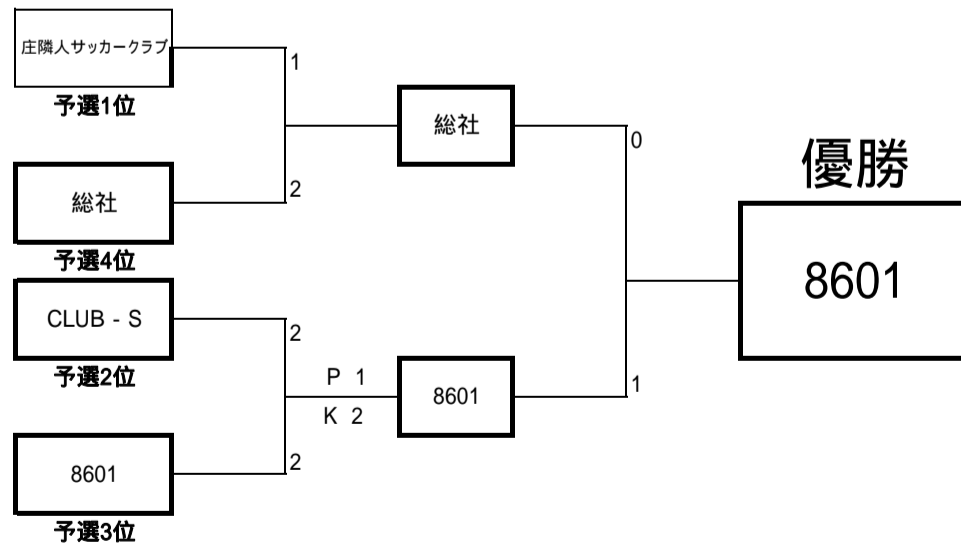 庄隣人サッカークラブ
1
予選1位
総社
0
優勝
総社
2
予選4位
8601
CLUB - S
2
予選2位
P 1
K 2
8601
1
8601
2
予選3位